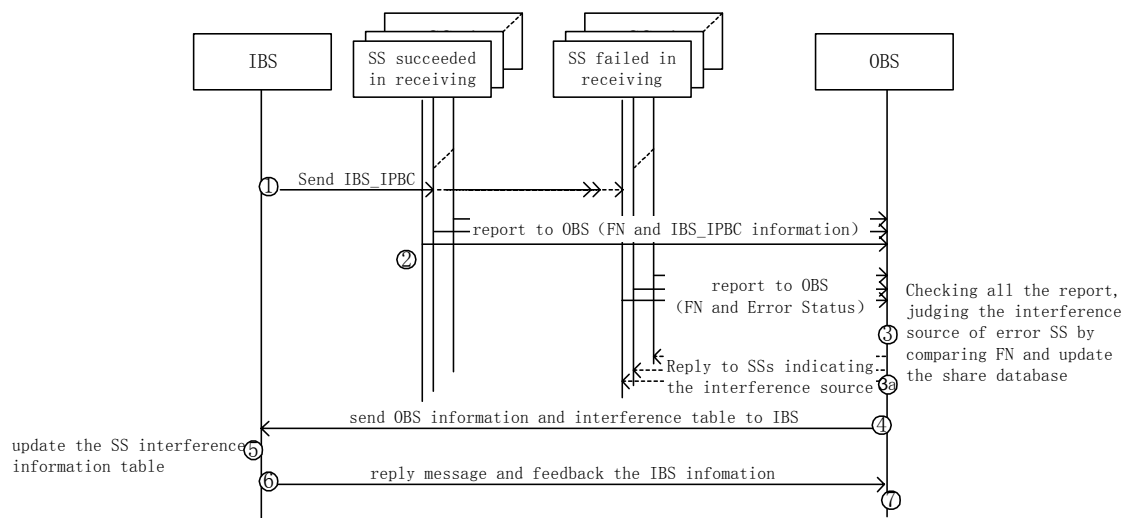 IBS
SS succeeded
in receiving
SS failed in
receiving
OBS
① Send IBS_IPBC
report to OBS (FN and IBS_IPBC information)
②
report to OBS
(FN and Error Status)
Checking all the report,
judging the interference
source of error SS by
comparing FN and update
the share database
③
Reply to SSs indicating
the interference source
③a
send OBS information and interference table to IBS
④
update the SS interference
information table
⑤
⑥
reply message and feedback the IBS infomation
⑦